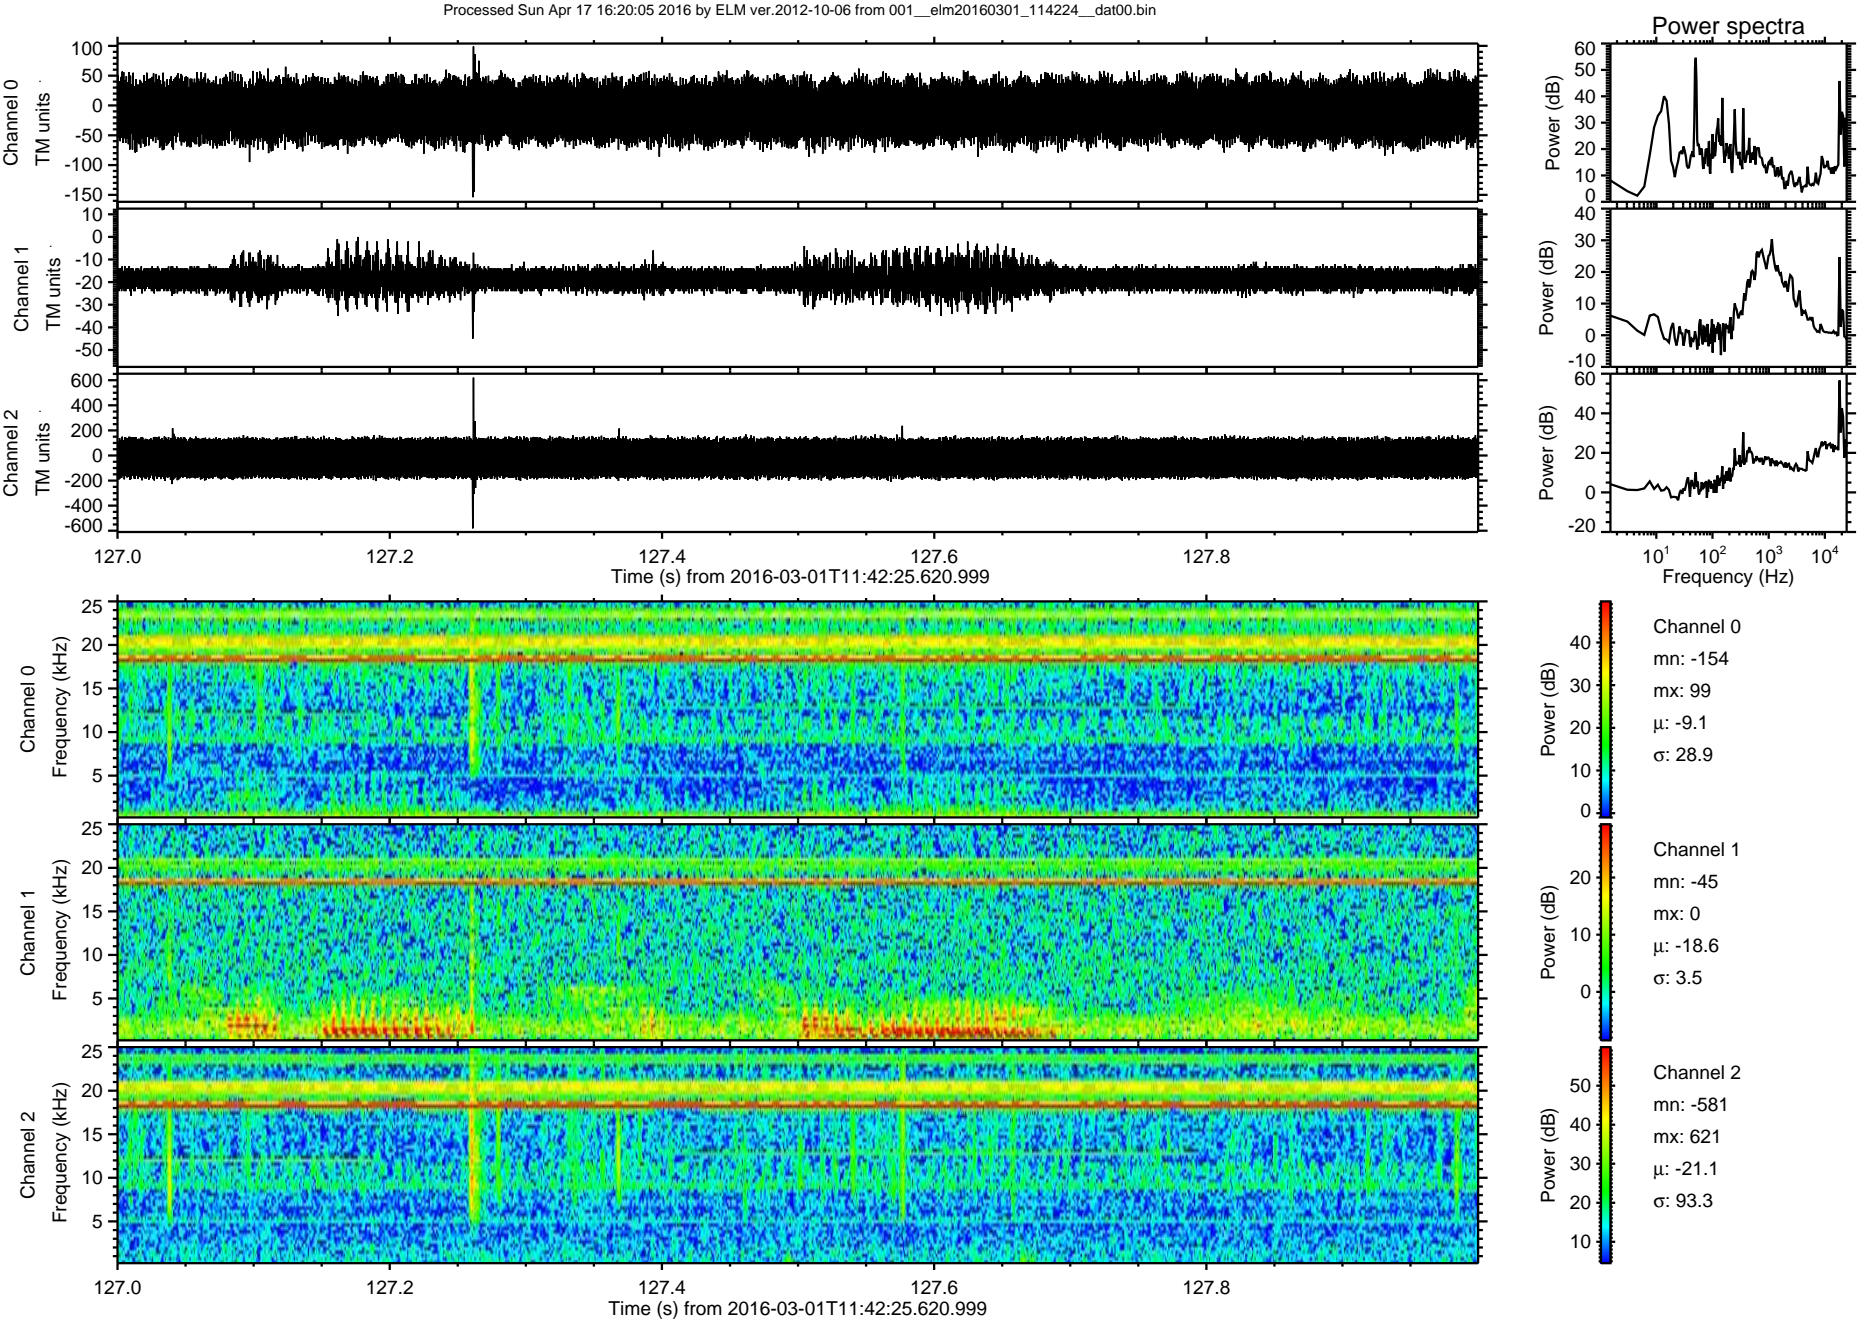 Processed Sun Apr 17 16:20:05 2016 by ELM ver.2012-10-06 from 001__elm20160301_114224__dat00.bin
Power spectra
Channel 0
TM units
100
50
0
-50
-100
-150
Power (dB)
60
50
40
30
20
10
0
Channel 1
TM units
10
0
-10
-20
-30
-40
-50
Power (dB)
40
30
20
10
0
-10
Channel 2
TM units
600
400
200
0
-200
-400
-600
Power (dB)
60
40
20
0
-20
127.0 127.2 127.4 127.6 127.8
Time (s) from 2016-03-01T11:42:25.620.999
10¹ 10² 10³ 10⁴
Frequency (Hz)
Channel 0
Frequency (kHz)
25
20
15
10
5
Power (dB)
40
30
20
10
0
Channel 0
mn: -154
mx: 99
μ: -9.1
σ: 28.9
Channel 1
Frequency (kHz)
25
20
15
10
5
Power (dB)
20
10
0
Channel 1
mn: -45
mx: 0
μ: -18.6
σ: 3.5
Channel 2
Frequency (kHz)
25
20
15
10
5
Power (dB)
50
40
30
20
10
Channel 2
mn: -581
mx: 621
μ: -21.1
σ: 93.3
127.0 127.2 127.4 127.6 127.8
Time (s) from 2016-03-01T11:42:25.620.999